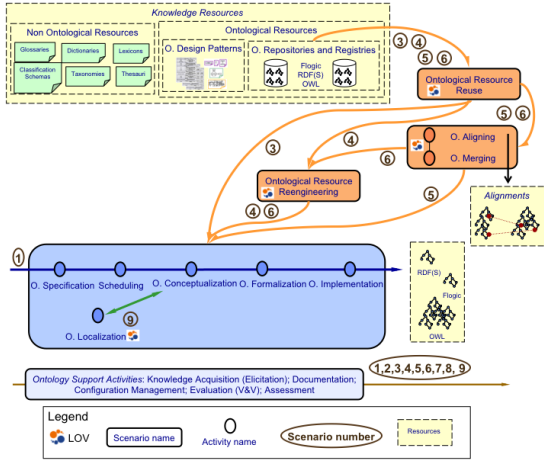 Knowledge Resources
Non Ontological Resources
Glossaries
Dictionaries
Lexicons
Classification
Schemas
Taxonomies
Thesauri
Ontological Resources
O. Design Patterns
O. Repositories and Registries
Flogic
RDF(S)
OWL
3 4
5 6
Ontological Resource
Reuse
5 6
3
4
6
O. Aligning
O. Merging
Ontological Resource
Reengineering
5
4 6
Alignments
1
O. Specification
Scheduling
O. Conceptualization
O. Formalization
O. Implementation
9
O. Localization
RDF(S)
Flogic
OWL
1,2,3,4,5,6,7,8, 9
Ontology Support Activities: Knowledge Acquisition (Elicitation); Documentation;
Configuration Management; Evaluation (V&V); Assessment
Legend
LOV
Scenario name
Activity name
Scenario number
Resources